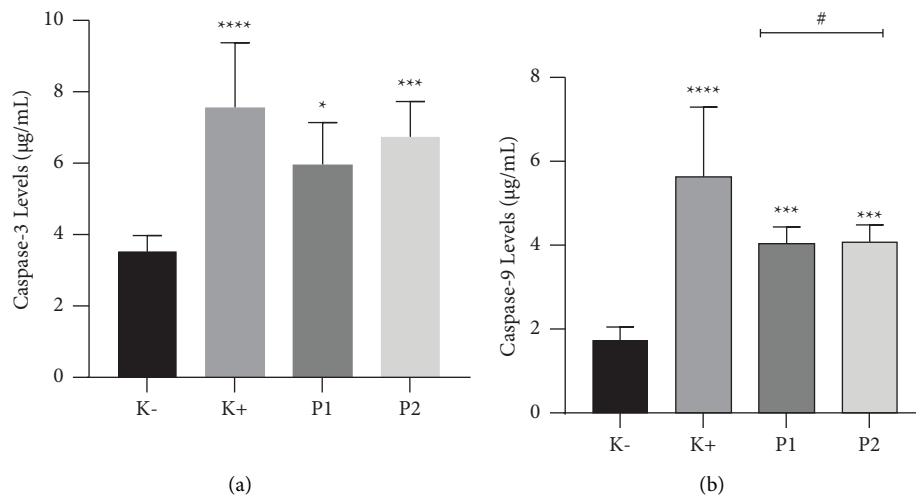 Caspase-3 Levels (μg/mL)
10
8
6
4
2
0
****
*
***
K-
K+
P1
P2
(a)
#
Caspase-9 Levels (μg/mL)
8
6
4
2
0
****
***
***
K-
K+
P1
P2
(b)